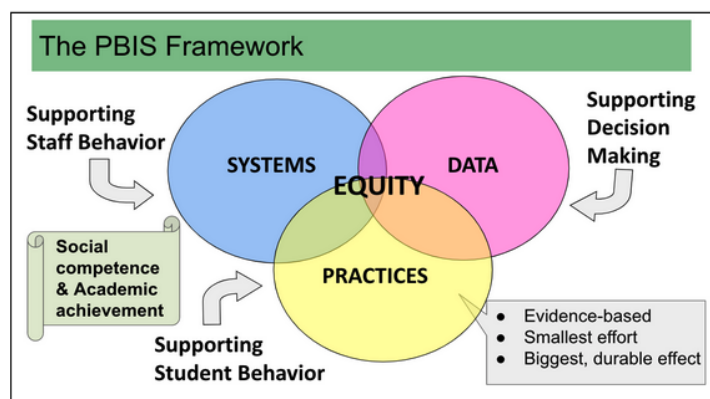 The PBIS Framework
Supporting
Staff Behavior
Supporting
Decision
Making
SYSTEMS
DATA
EQUITY
Social
competence
& Academic
achievement
PRACTICES
Supporting
Student Behavior
● Evidence-based
● Smallest effort
● Biggest, durable effect